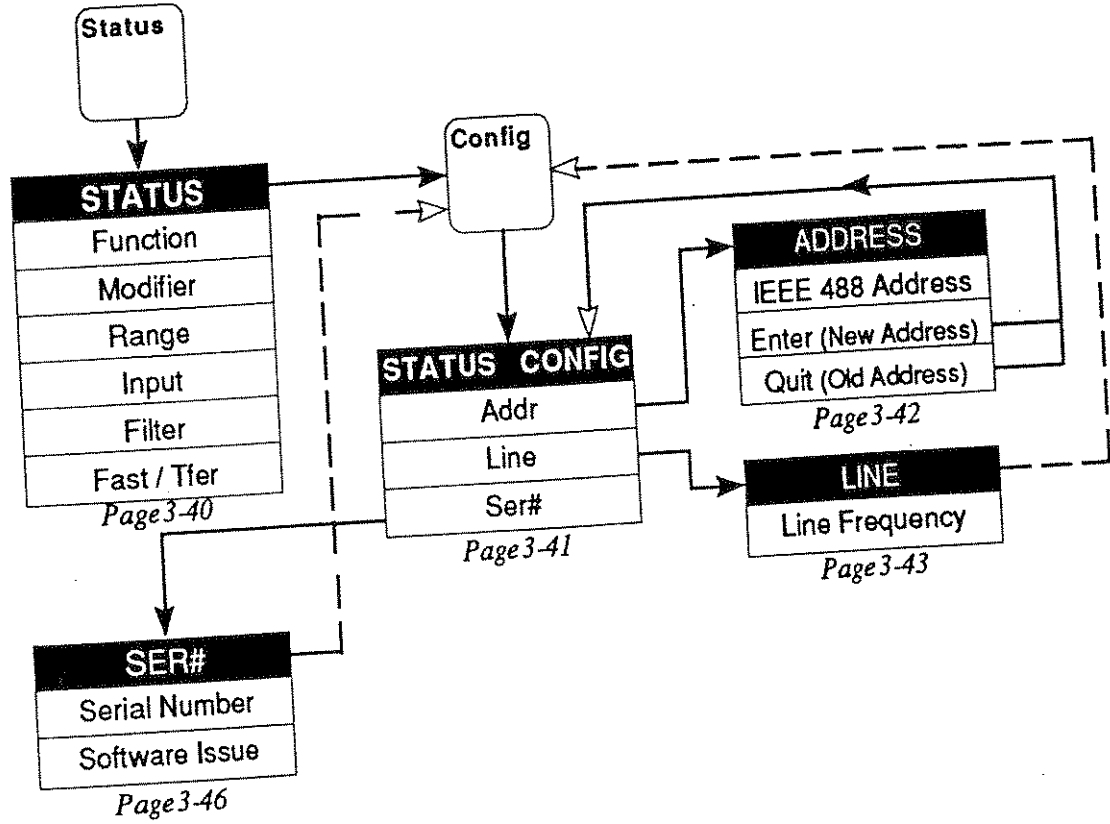 Status
STATUS
Function
Modifier
Range
Input
Filter
Fast / Tfer
Page 3-40
Config
STATUS CONFIG
Addr
Line
Ser#
Page 3-41
ADDRESS
IEEE 488 Address
Enter (New Address)
Quit (Old Address)
Page 3-42
LINE
Line Frequency
Page 3-43
SER#
Serial Number
Software Issue
Page 3-46